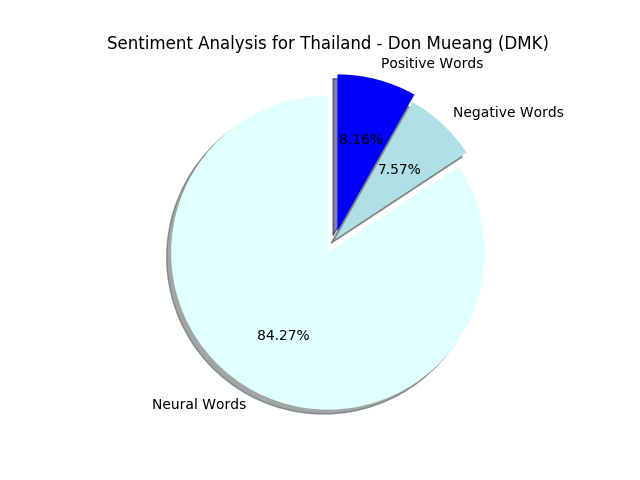 Sentiment Analysis for Thailand - Don Mueang (DMK)
Positive Words
Negative Words
8.16%
7.57%
84.27%
Neural Words